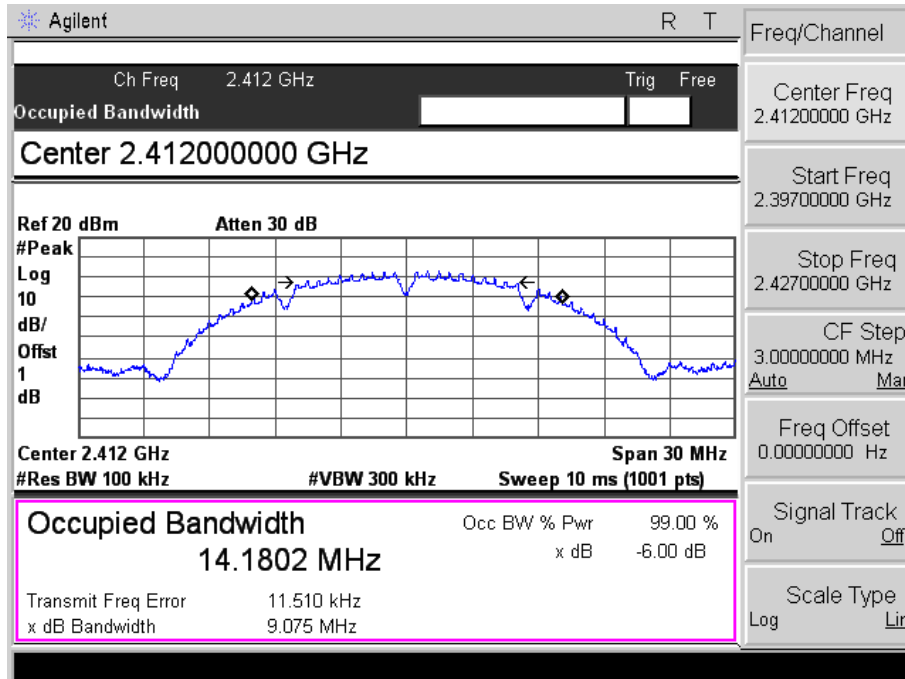 Agilent R T
Ch Freq 2.412 GHz Trig Free
Occupied Bandwidth
Center 2.412000000 GHz
Ref 20 dBm Atten 30 dB
#Peak
Log
10
dB/
Offst
1
dB
Center 2.412 GHz Span 30 MHz
#Res BW 100 kHz #VBW 300 kHz Sweep 10 ms (1001 pts)
Occupied Bandwidth Occ BW % Pwr 99.00 %
14.1802 MHz x dB -6.00 dB
Transmit Freq Error 11.510 kHz
x dB Bandwidth 9.075 MHz
Freq/Channel
Center Freq
2.41200000 GHz
Start Freq
2.39700000 GHz
Stop Freq
2.42700000 GHz
CF Step
3.00000000 MHz
Auto Mar
Freq Offset
0.00000000 Hz
Signal Track
On Off
Scale Type
Log Lir